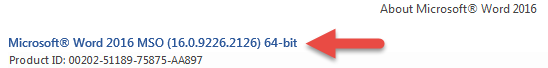 About Microsoft® Word 2016
Microsoft® Word 2016 MSO (16.0.9226.2126) 64-bit
Product ID: 00202-51189-75875-AA897